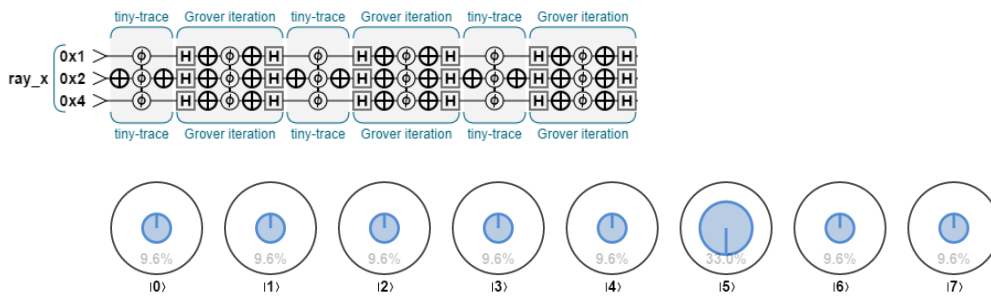 tiny-trace Grover iteration tiny-trace Grover iteration tiny-trace Grover iteration
0x1 ϕ H ϕ H ϕ H ϕ H ϕ H ϕ H
ray_x 0x2 ϕ H ϕ H ϕ H ϕ H ϕ H ϕ H
0x4 ϕ H ϕ H ϕ H ϕ H ϕ H ϕ H
tiny-trace Grover iteration tiny-trace Grover iteration tiny-trace Grover iteration
9.6% 9.6% 9.6% 9.6% 9.6% 33.0% 9.6% 9.6%
|0⟩ |1⟩ |2⟩ |3⟩ |4⟩ |5⟩ |6⟩ |7⟩